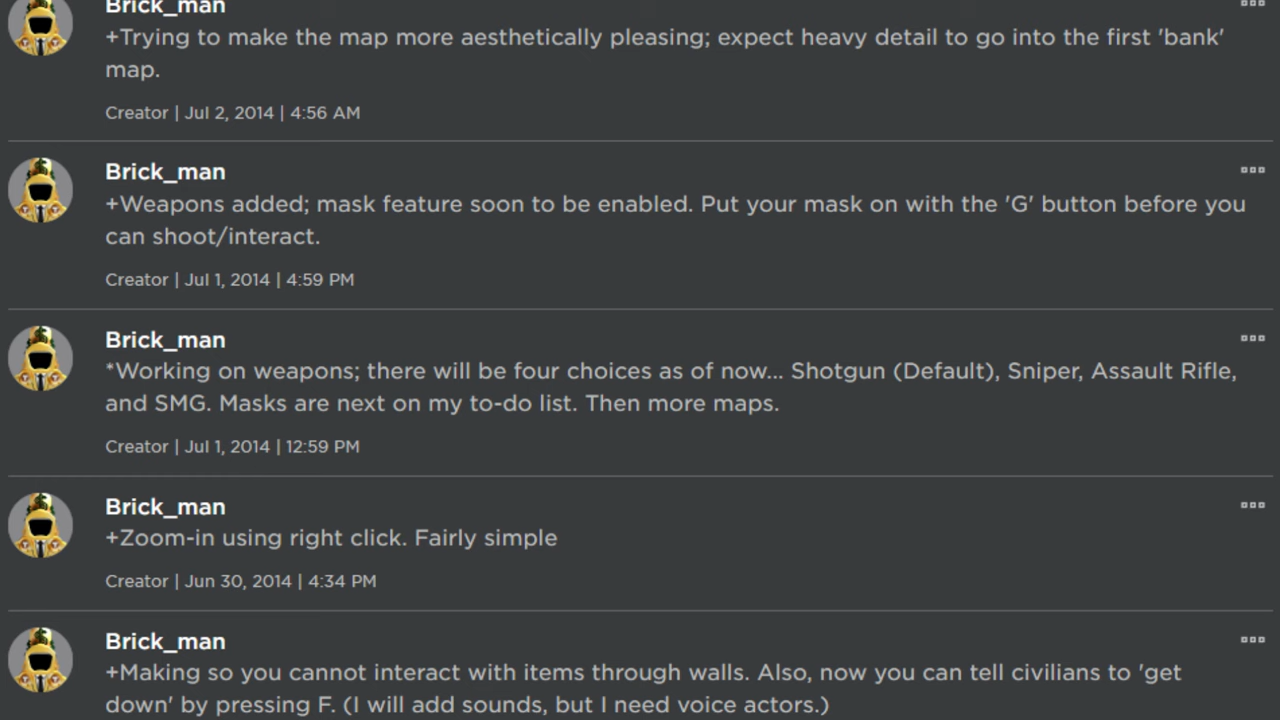 Brick_man
+Trying to make the map more aesthetically pleasing; expect heavy detail to go into the first 'bank'
map.
Creator | Jul 2, 2014 | 4:56 AM
Brick_man
+Weapons added; mask feature soon to be enabled. Put your mask on with the 'G' button before you
can shoot/interact.
Creator | Jul 1, 2014 | 4:59 PM
Brick_man
*Working on weapons; there will be four choices as of now... Shotgun (Default), Sniper, Assault Rifle,
and SMG. Masks are next on my to-do list. Then more maps.
Creator | Jul 1, 2014 | 12:59 PM
Brick_man
+Zoom-in using right click. Fairly simple
Creator | Jun 30, 2014 | 4:34 PM
Brick_man
+Making so you cannot interact with items through walls. Also, now you can tell civilians to 'get
down' by pressing F. (I will add sounds, but I need voice actors.)